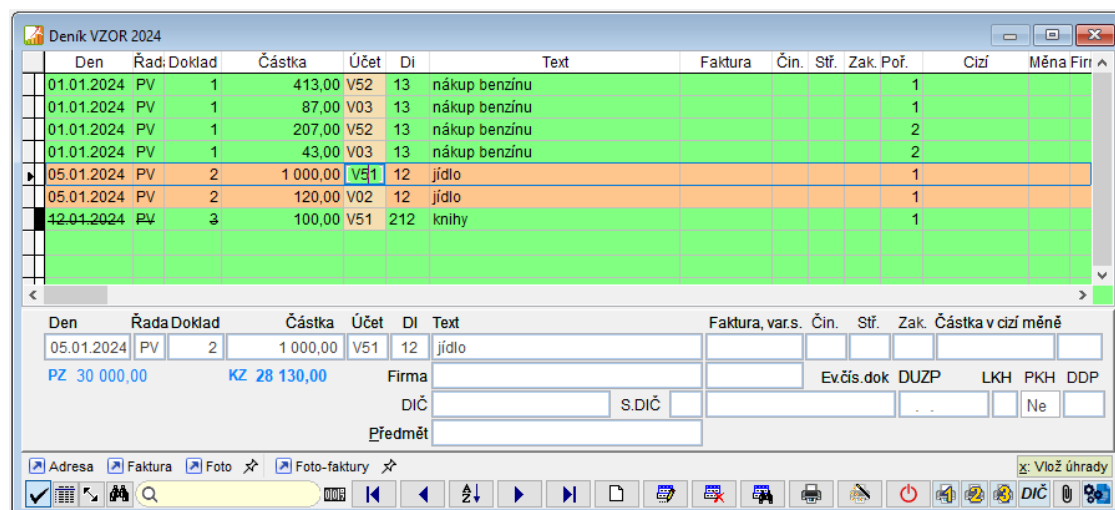 Deník VZOR 2024
Den Řad: Doklad Částka Účet Di Text Faktura Čin. Stř. Zak. Poř. Cizí Měna Firr
01.01.2024 PV 1 413,00 V52 13 nákup benzínu 1
01.01.2024 PV 1 87,00 V03 13 nákup benzínu 1
01.01.2024 PV 1 207,00 V52 13 nákup benzínu 2
01.01.2024 PV 1 43,00 V03 13 nákup benzínu 2
05.01.2024 PV 2 1 000,00 V51 12 jídlo 1
05.01.2024 PV 2 120,00 V02 12 jídlo 1
12.01.2024 PV 3 100,00 V51 212 knihy 1
Den Řada Doklad Částka Účet DI Text Faktura, var.s. Čin. Stř. Zak. Částka v cizí měně
05.01.2024 PV 2 1 000,00 V51 12 jídlo
PZ 30 000,00 KZ 28 130,00 Firma Ev.čís.dok DUZP LKH PKH DDP
DIČ S.DIČ . . Ne
Předmět
Adresa Faktura Foto Foto-faktury x: Vlož úhrady
1 2 3 DIČ